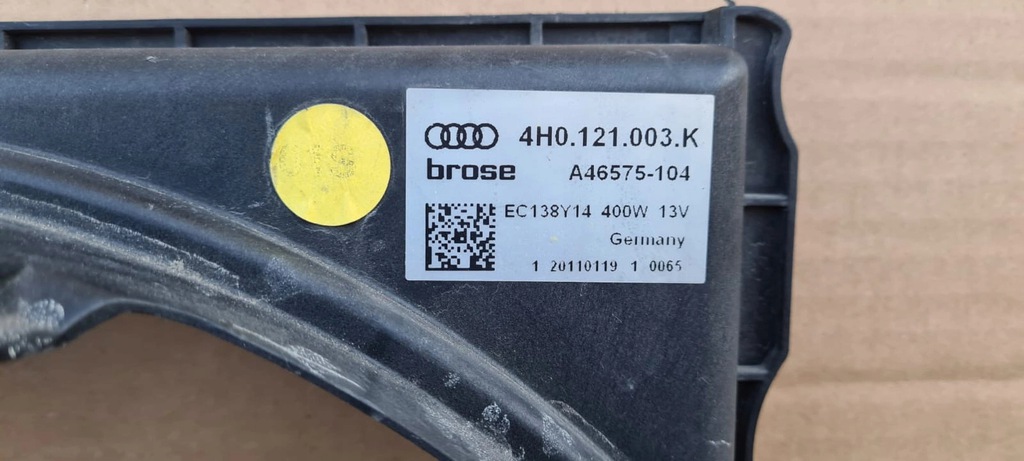 4H0.121.003.K
brose A46575-104
EC138Y14 400W 13V
Germany
1 20110119 1 0065